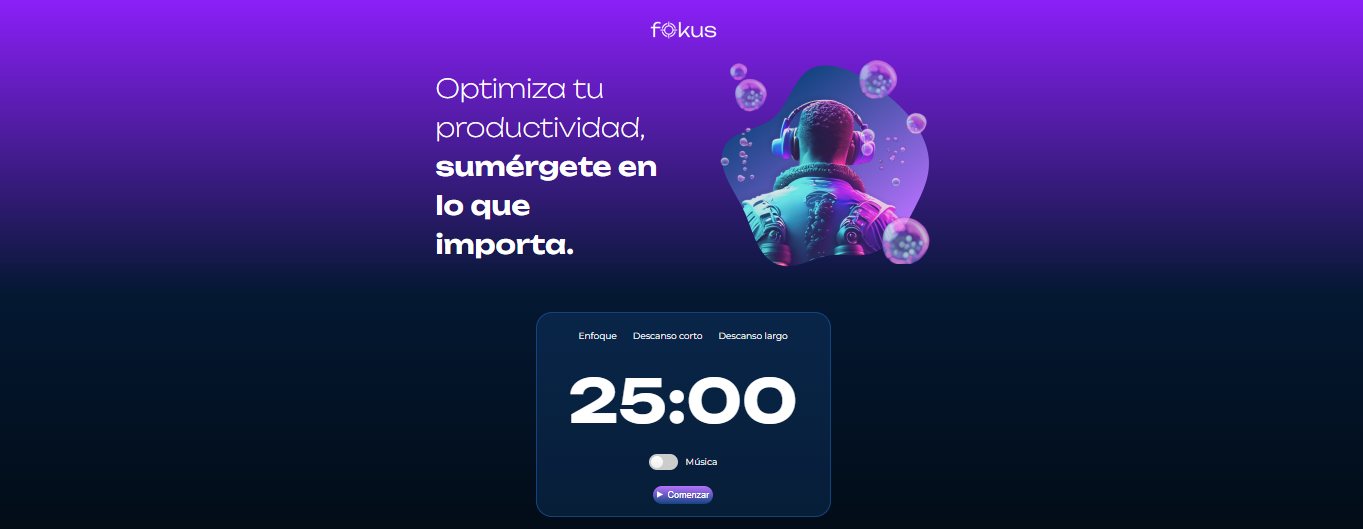 fokus
Optimiza tu
productividad,
sumérgete en
lo que
importa.
Enfoque Descanso corto Descanso largo
25:00
Música
Comenzar